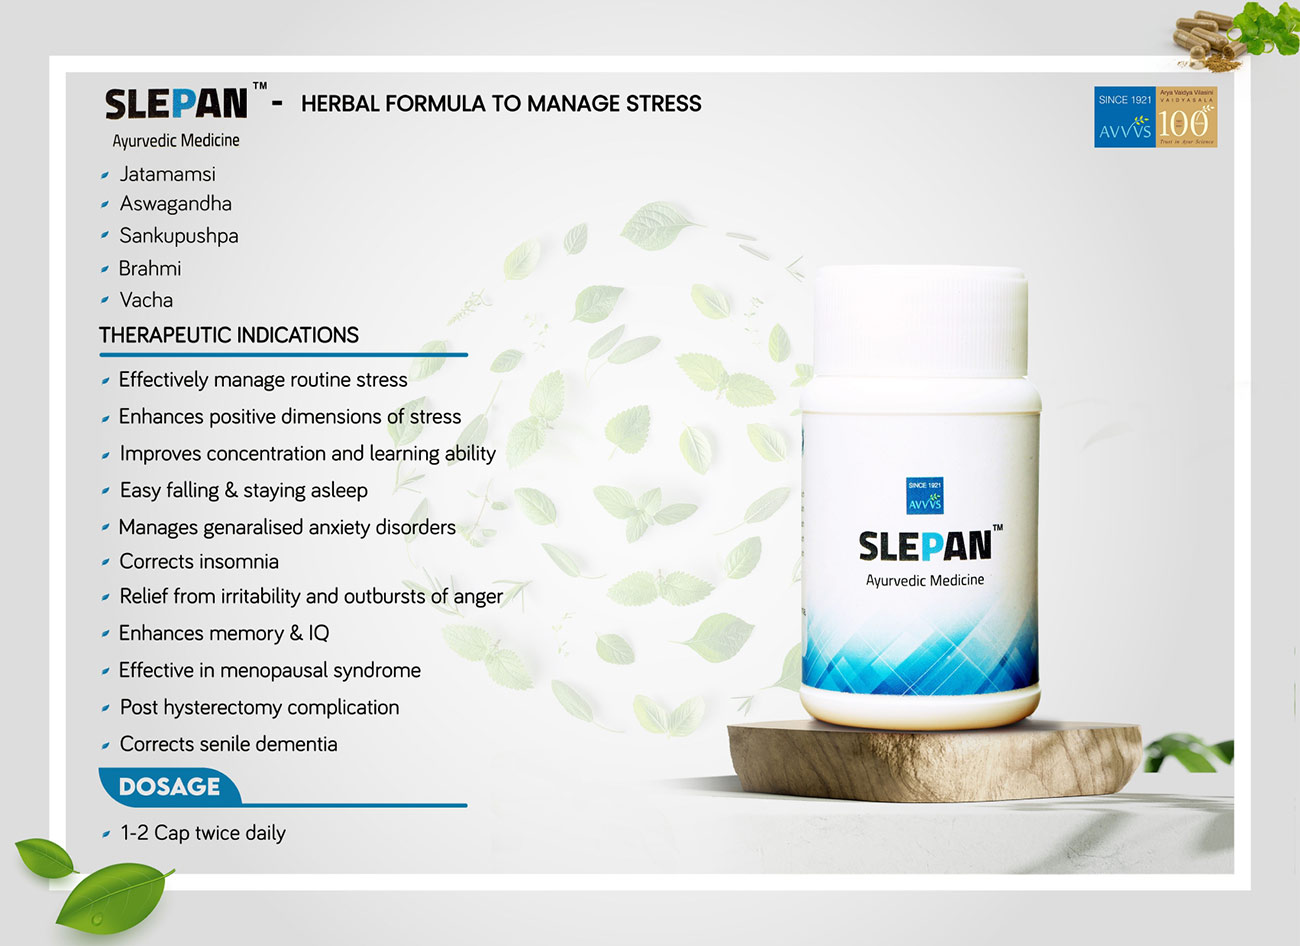 SLEPAN™ - HERBAL FORMULA TO MANAGE STRESS
Ayurvedic Medicine
Jatamamsi
Aswagandha
Sankupushpa
Brahmi
Vacha
THERAPEUTIC INDICATIONS
Effectively manage routine stress
Enhances positive dimensions of stress
Improves concentration and learning ability
Easy falling & staying asleep
Manages genaralised anxiety disorders
Corrects insomnia
Relief from irritability and outbursts of anger
Enhances memory & IQ
Effective in menopausal syndrome
Post hysterectomy complication
Corrects senile dementia
DOSAGE
1-2 Cap twice daily
SINCE 1921
AVVVS
Arya Vaidya Vilasini
VAIDYASALA
100
Trust in Ayur Science
SINCE 1921
AVVVS
SLEPAN™
Ayurvedic Medicine